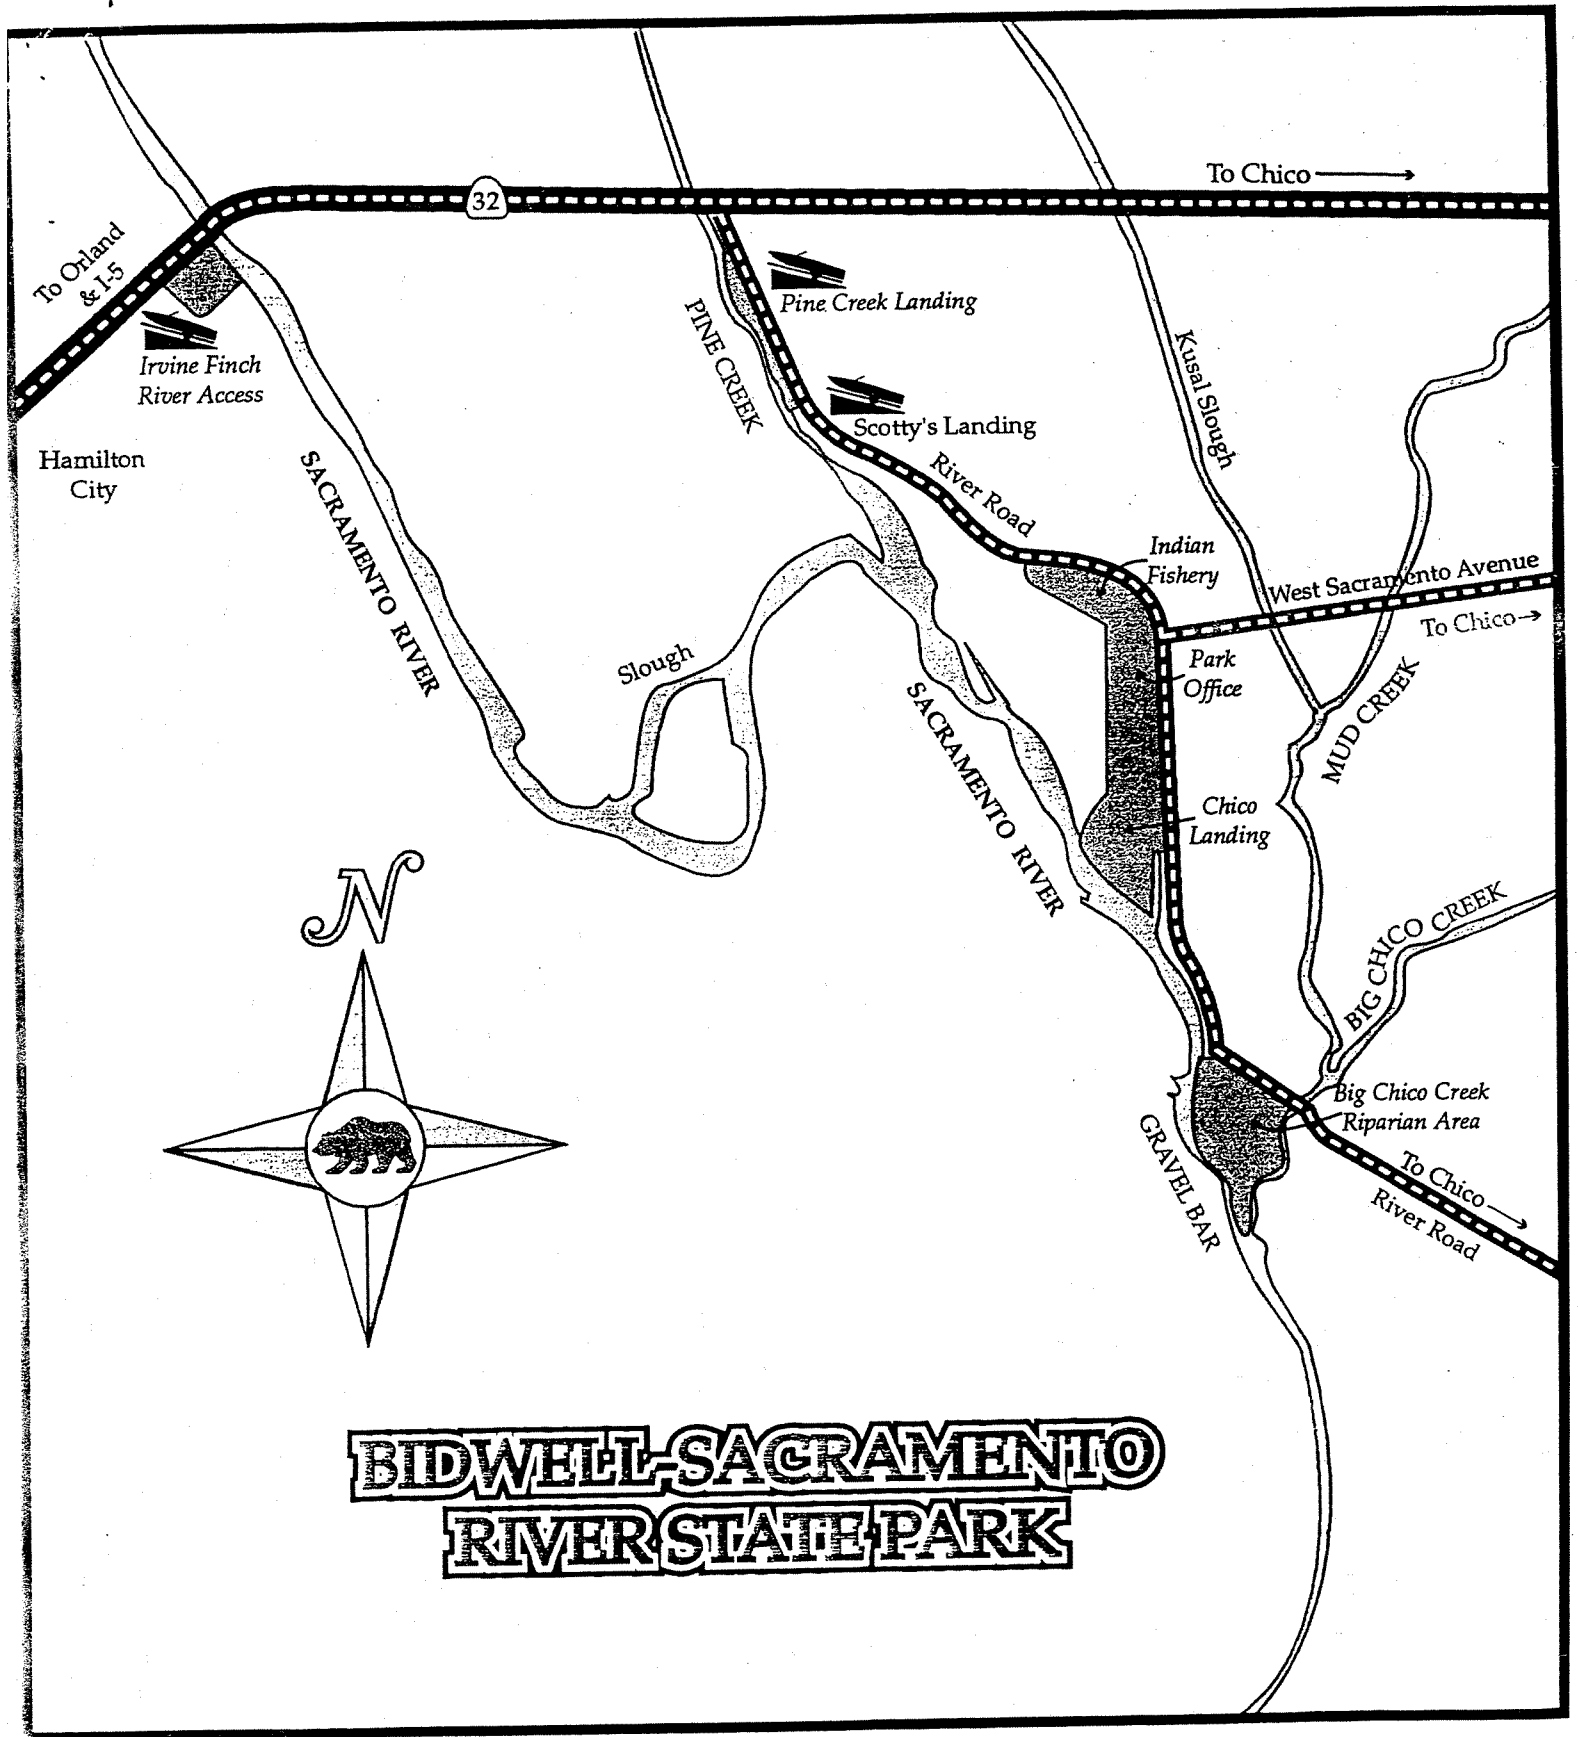 To Chico
32
To Orland
& I-5
Pine Creek Landing
PINE CREEK
Irvine Finch
River Access
Kusal Slough
Scotty's Landing
Hamilton
City
SACRAMENTO RIVER
River Road
Indian
Fishery
West Sacramento Avenue
To Chico
Slough
Park
Office
SACRAMENTO RIVER
MUD CREEK
Chico
Landing
N
BIG CHICO CREEK
Big Chico Creek
Riparian Area
GRAVEL BAR
To Chico
River Road
BIDWELL-SACRAMENTO
RIVER STATE PARK